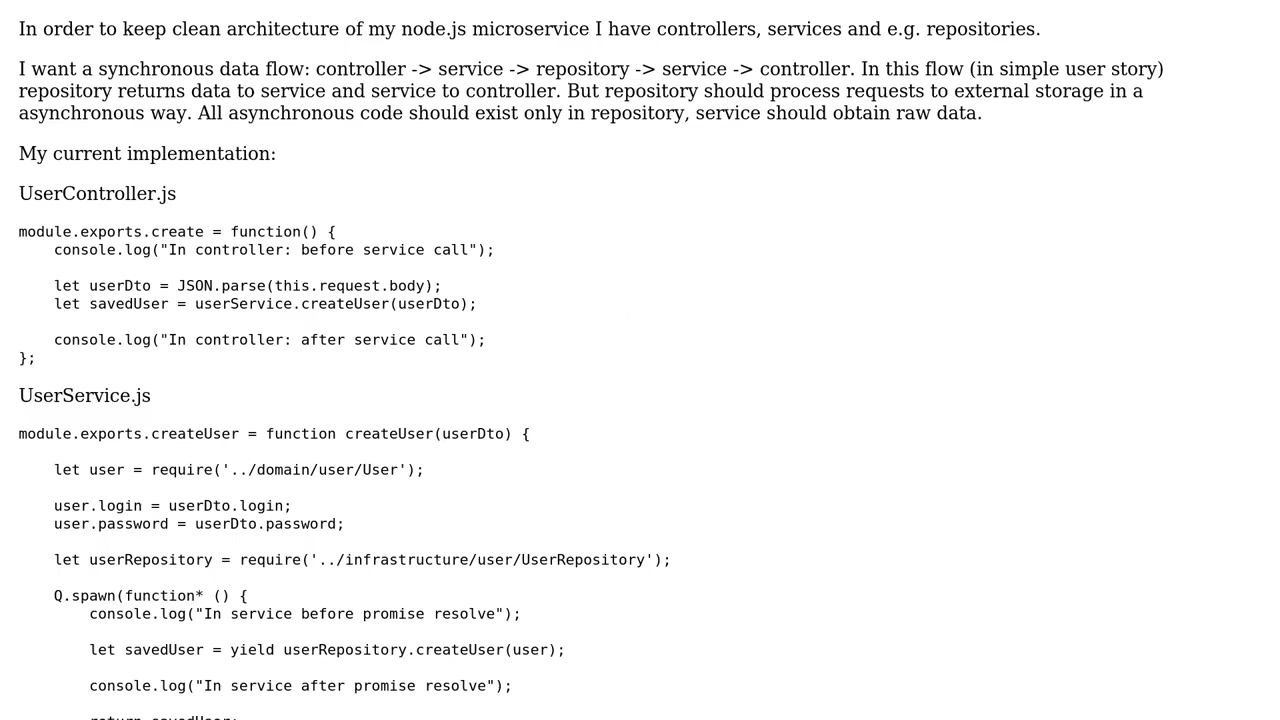 In order to keep clean architecture of my node.js microservice I have controllers, services and e.g. repositories.
I want a synchronous data flow: controller -> service -> repository -> service -> controller. In this flow (in simple user story)
repository returns data to service and service to controller. But repository should process requests to external storage in a
asynchronous way. All asynchronous code should exist only in repository, service should obtain raw data.
My current implementation:
UserController.js
module.exports.create = function() {
    console.log("In controller: before service call");
    let userDto = JSON.parse(this.request.body);
    let savedUser = userService.createUser(userDto);
    console.log("In controller: after service call");
};
UserService.js
module.exports.createUser = function createUser(userDto) {
    let user = require('../domain/user/User');
    user.login = userDto.login;
    user.password = userDto.password;
    let userRepository = require('../infrastructure/user/UserRepository');
    Q.spawn(function* () {
        console.log("In service before promise resolve");
        let savedUser = yield userRepository.createUser(user);
        console.log("In service after promise resolve");
        return savedUser;